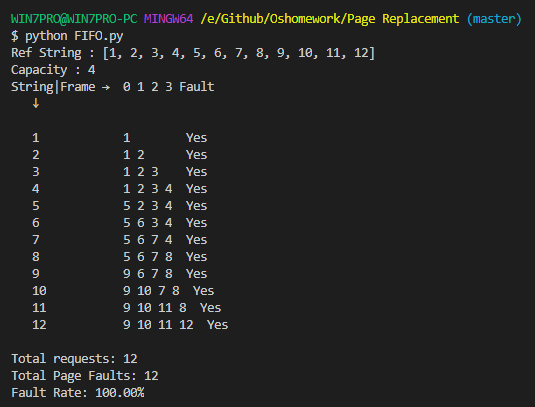 WIN7PRO@WIN7PRO-PC MINGW64 /e/Github/Oshomework/Page Replacement (master)
$ python FIFO.py
Ref String : [1, 2, 3, 4, 5, 6, 7, 8, 9, 10, 11, 12]
Capacity : 4
String|Frame → 0 1 2 3 Fault
↓
1 1 Yes
2 1 2 Yes
3 1 2 3 Yes
4 1 2 3 4 Yes
5 5 2 3 4 Yes
6 5 6 3 4 Yes
7 5 6 7 4 Yes
8 5 6 7 8 Yes
9 9 6 7 8 Yes
10 9 10 7 8 Yes
11 9 10 11 8 Yes
12 9 10 11 12 Yes
Total requests: 12
Total Page Faults: 12
Fault Rate: 100.00%